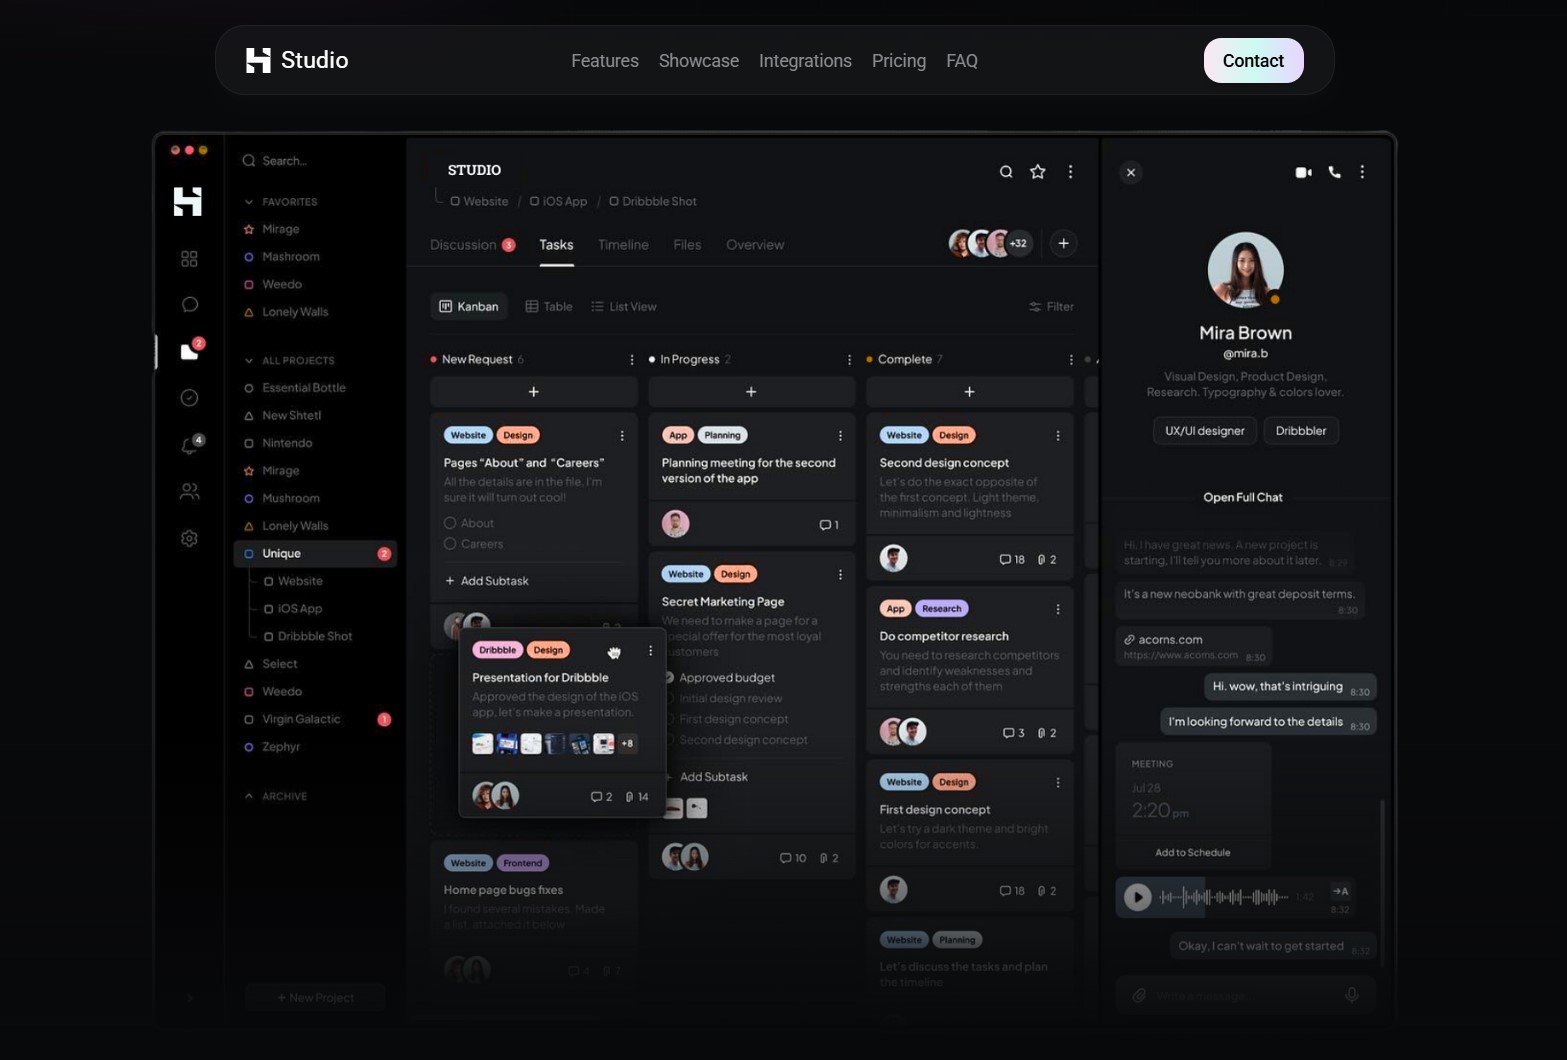 Studio
Features
Showcase
Integrations
Pricing
FAQ
Contact
Search...
FAVORITES
Mirage
Mashroom
Weedo
Lonely Walls
ALL PROJECTS
Essential Bottle
New Shtetl
Nintendo
Mirage
Mushroom
Lonely Walls
Unique 2
Website
iOS App
Dribbble Shot
Select
Weedo
Virgin Galactic 1
Zephyr
ARCHIVE
+ New Project
2
4
STUDIO
Website / iOS App / Dribbble Shot
Discussion 3
Tasks
Timeline
Files
Overview
+32
+
Kanban
Table
List View
Filter
New Request 6
+
Website Design
Pages “About” and “Careers”
All the details are in the file, I'm
sure it will turn out cool!
About
Careers
+ Add Subtask
Dribbble Design
Presentation for Dribbble
Approved the design of the iOS
app, let's make a presentation.
+8
2 14
Website Frontend
Home page bugs fixes
I found several mistakes. Made
a list, attached it below
4 7
In Progress 2
+
App Planning
Planning meeting for the second
version of the app
1
Website Design
Secret Marketing Page
We need to make a page for a
special offer for the most loyal
customers
Approved budget
Initial design review
First design concept
Second design concept
+ Add Subtask
10 2
Complete 7
+
Website Design
Second design concept
Let's do the exact opposite of
the first concept. Light theme,
minimalism and lightness
18 2
App Research
Do competitor research
You need to research competitors
and identify weaknesses and
strengths each of them
3 2
Website Design
First design concept
Let's try a dark theme and bright
colors for accents.
18 2
Website Planning
Let's discuss the tasks and plan
the timeline
Mira Brown
@mira.b
Visual Design, Product Design,
Research. Typography & colors lover.
UX/UI designer
Dribbbler
Open Full Chat
Hi, I have great news. A new project is
starting, I'll tell you more about it later. 8:29
It's a new neobank with great deposit terms.
8:30
acorns.com
https://www.acorns.com 8:30
Hi. wow, that's intriguing 8:30
I'm looking forward to the details 8:30
MEETING
Jul 28
2:20 pm
Add to Schedule
1:42
→A
8:32
Okay, I can't wait to get started 8:32
Write a message...